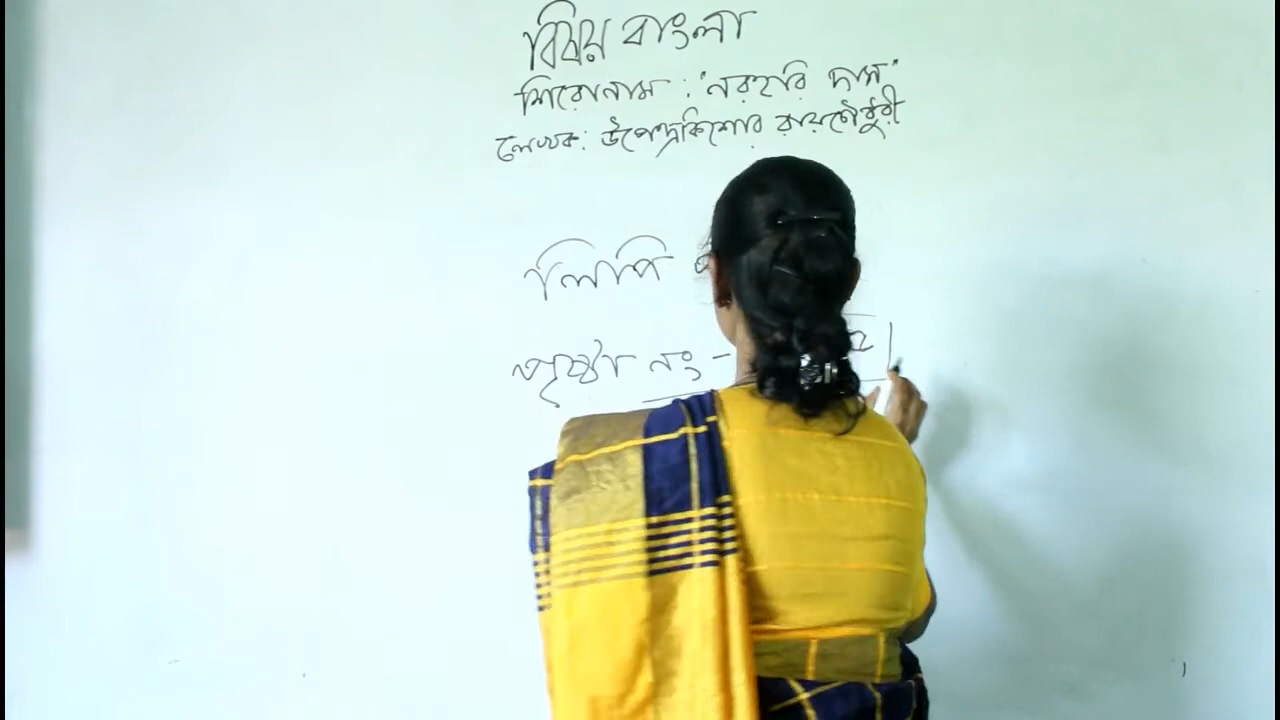 বিষয় বাংলা
শিরোনাম : "নরহরি দাস"
লেখক: উপেন্দ্রকিশোর রায়চৌধুরী
লিপি
পৃষ্ঠা নং -